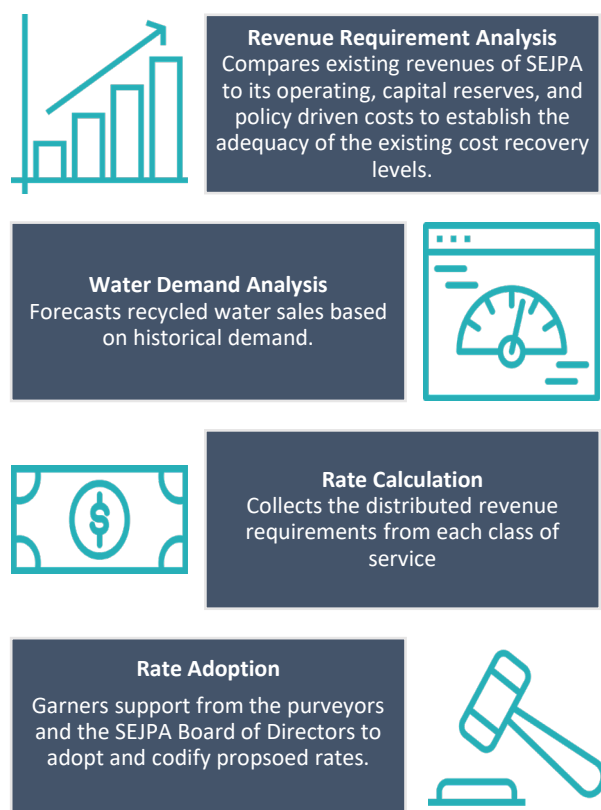 Revenue Requirement Analysis
Compares existing revenues of SEJPA
to its operating, capital reserves, and
policy driven costs to establish the
adequacy of the existing cost recovery
levels.
Water Demand Analysis
Forecasts recycled water sales based
on historical demand.
Rate Calculation
Collects the distributed revenue
requirements from each class of
service
$
Rate Adoption
Garners support from the purveyors
and the SEJPA Board of Directors to
adopt and codify propsoed rates.